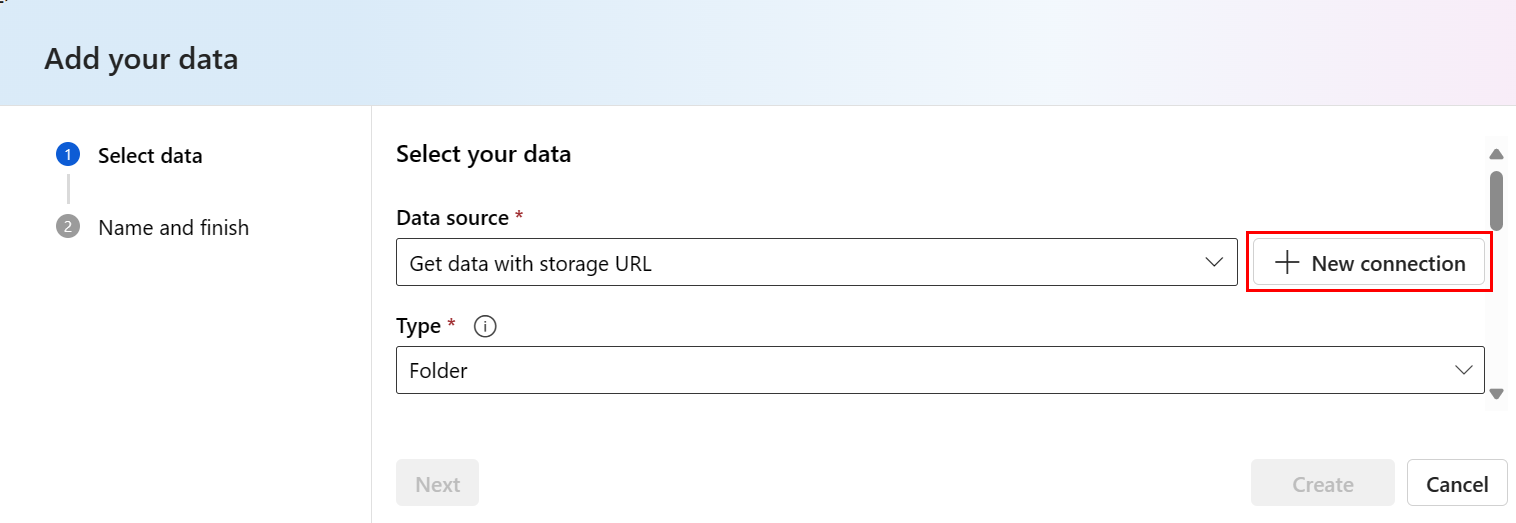 Add your data
1 Select data
2 Name and finish
Select your data
Data source *
Get data with storage URL
New connection
Type *
Folder
Next
Create
Cancel